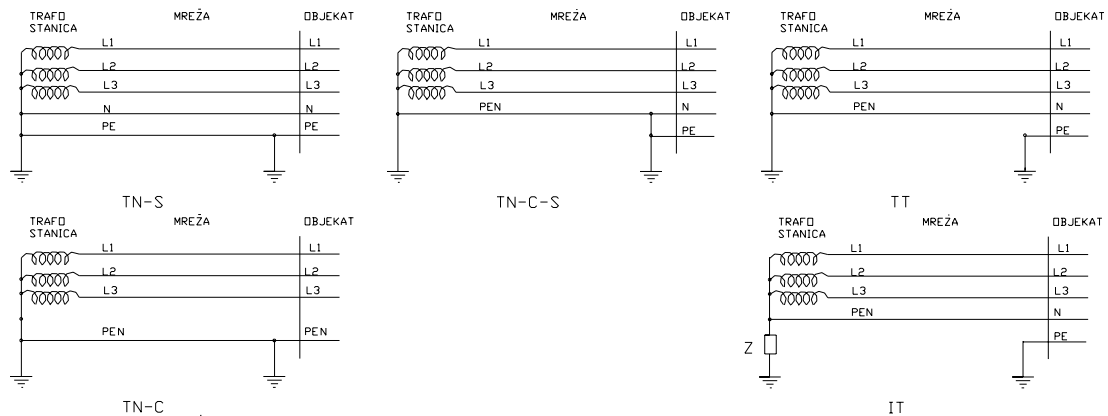 TRAFO STANICA MREŽA OBJEKAT
L1 L1
L2 L2
L3 L3
N N
PE PE
TN-S
TRAFO STANICA MREŽA OBJEKAT
L1 L1
L2 L2
L3 L3
PEN N
PE
TN-C-S
TRAFO STANICA MREŽA OBJEKAT
L1 L1
L2 L2
L3 L3
PEN N
PE
TT
TRAFO STANICA MREŽA OBJEKAT
L1 L1
L2 L2
L3 L3
PEN PEN
TN-C
TRAFO STANICA MREŽA OBJEKAT
L1 L1
L2 L2
L3 L3
PEN N
Z PE
IT